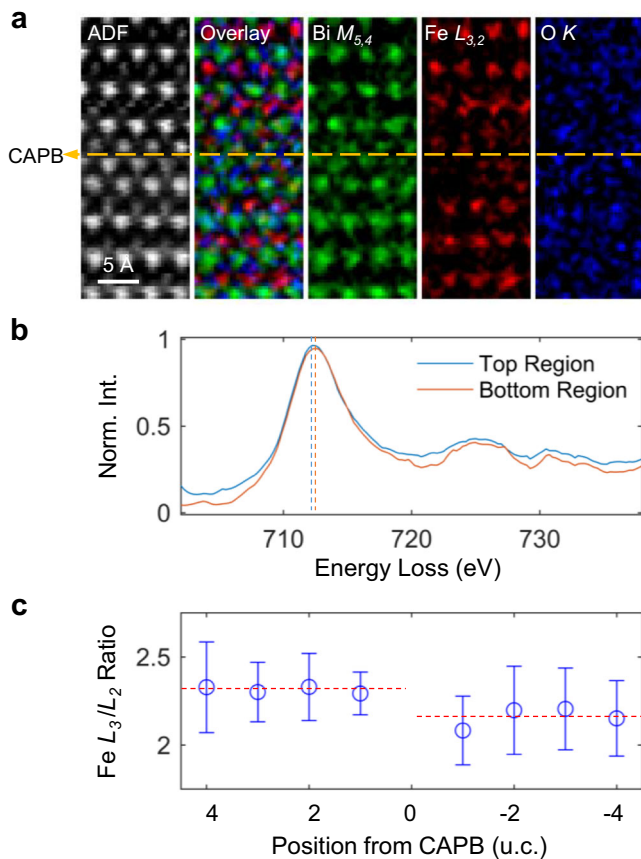 a
ADF
Overlay
Bi M5,4
Fe L3,2
O K
CAPB
5 Å
b
1
0.5
0
Norm. Int.
Top Region
Bottom Region
710
720
730
Energy Loss (eV)
c
2.5
2
Fe L3/L2 Ratio
4
2
0
-2
-4
Position from CAPB (u.c.)